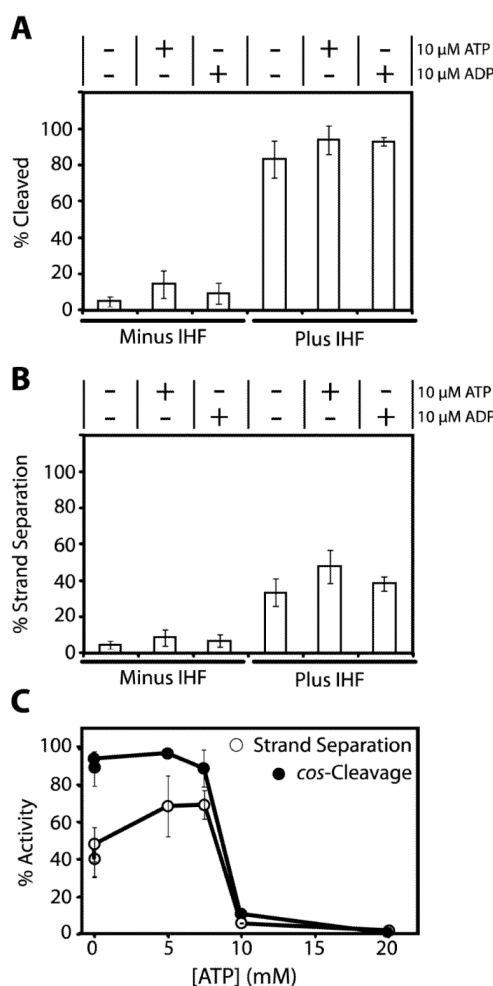 A
- + - - + - 10 µM ATP
- - + - - + 10 µM ADP
% Cleaved
100
80
60
40
20
0
Minus IHF Plus IHF
B
- + - - + - 10 µM ATP
- - + - - + 10 µM ADP
% Strand Separation
100
80
60
40
20
0
Minus IHF Plus IHF
C
% Activity
100
80
60
40
20
0
Strand Separation
cos-Cleavage
0 5 10 15 20
[ATP] (mM)